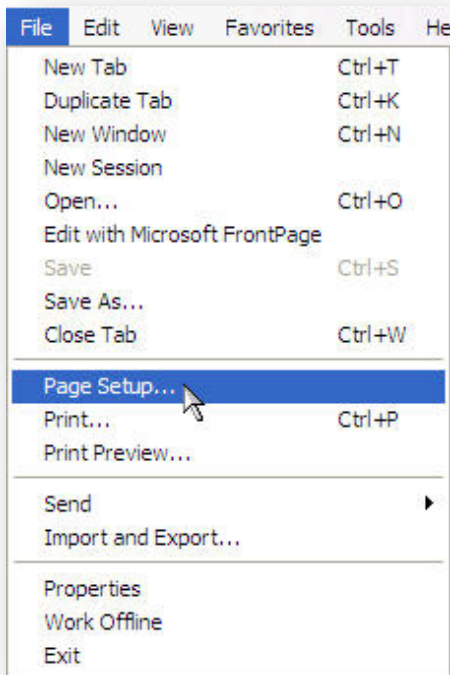 File Edit View Favorites Tools He
New Tab Ctrl+T
Duplicate Tab Ctrl+K
New Window Ctrl+N
New Session
Open... Ctrl+O
Edit with Microsoft FrontPage
Save Ctrl+S
Save As...
Close Tab Ctrl+W
Page Setup...
Print... Ctrl+P
Print Preview...
Send
Import and Export...
Properties
Work Offline
Exit